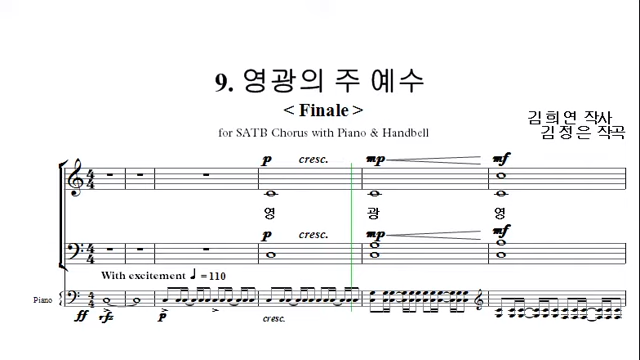 9. 영광의 주 예수
< Finale >
for SATB Chorus with Piano & Handbell
김희연 작사
김정은 작곡
p cresc. mp mf
영 광 영
p cresc. mp mf
With excitement ♩ = 110
Piano
ff rfz p cresc.